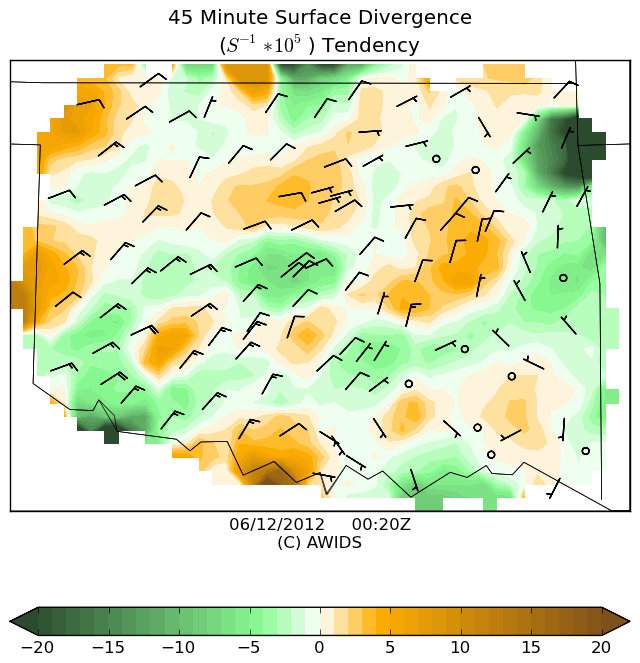 45 Minute Surface Divergence
(S⁻¹ * 10⁵ ) Tendency
06/12/2012 00:20Z
(C) AWIDS
−20 −15 −10 −5 0 5 10 15 20